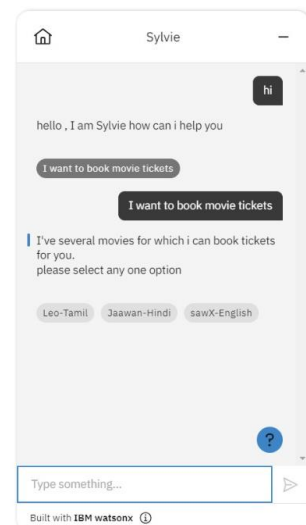 Sylvie
hi
hello , I am Sylvie how can i help you
I want to book movie tickets
I want to book movie tickets
I've several movies for which i can book tickets
for you.
please select any one option
Leo-Tamil Jaawan-Hindi sawX-English
?
Type something...
Built with IBM watsonx